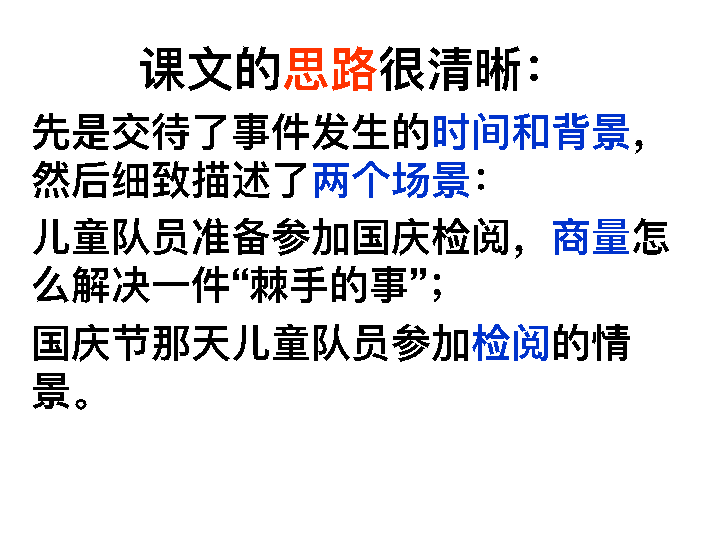 课文的思路很清晰：
先是交待了事件发生的时间和背景，
然后细致描述了两个场景：
儿童队员准备参加国庆检阅，商量怎
么解决一件“棘手的事”；
国庆节那天儿童队员参加检阅的情
景。